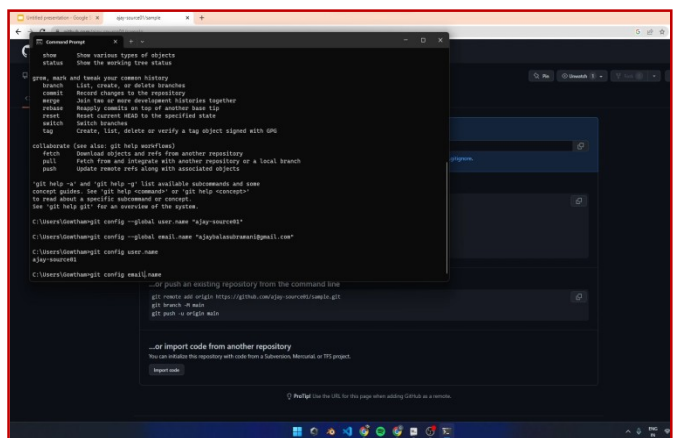 Untitled presentation - Google S
ajay-source01/sample
Command Prompt
show Show various types of objects
status Show the working tree status
grow, mark and tweak your common history
branch List, create, or delete branches
commit Record changes to the repository
merge Join two or more development histories together
rebase Reapply commits on top of another base tip
reset Reset current HEAD to the specified state
switch Switch branches
tag Create, list, delete or verify a tag object signed with GPG
collaborate (see also: git help workflows)
fetch Download objects and refs from another repository
pull Fetch from and integrate with another repository or a local branch
push Update remote refs along with associated objects
'git help -a' and 'git help -g' list available subcommands and some
concept guides. See 'git help <command>' or 'git help <concept>'
to read about a specific subcommand or concept.
See 'git help git' for an overview of the system.
C:\Users\Gowtham>git config --global user.name "ajay-source01"
C:\Users\Gowtham>git config --global email.name "ajaybalasubramani@gmail.com"
C:\Users\Gowtham>git config user.name
ajay-source01
C:\Users\Gowtham>git config email.name
Pin
Unwatch 1
.gitignore.
...or push an existing repository from the command line
git remote add origin https://github.com/ajay-source01/sample.git
git branch -M main
git push -u origin main
...or import code from another repository
You can initialize this repository with code from a Subversion, Mercurial, or TFS project.
Import code
ProTip! Use the URL for this page when adding GitHub as a remote.
ENG
IN